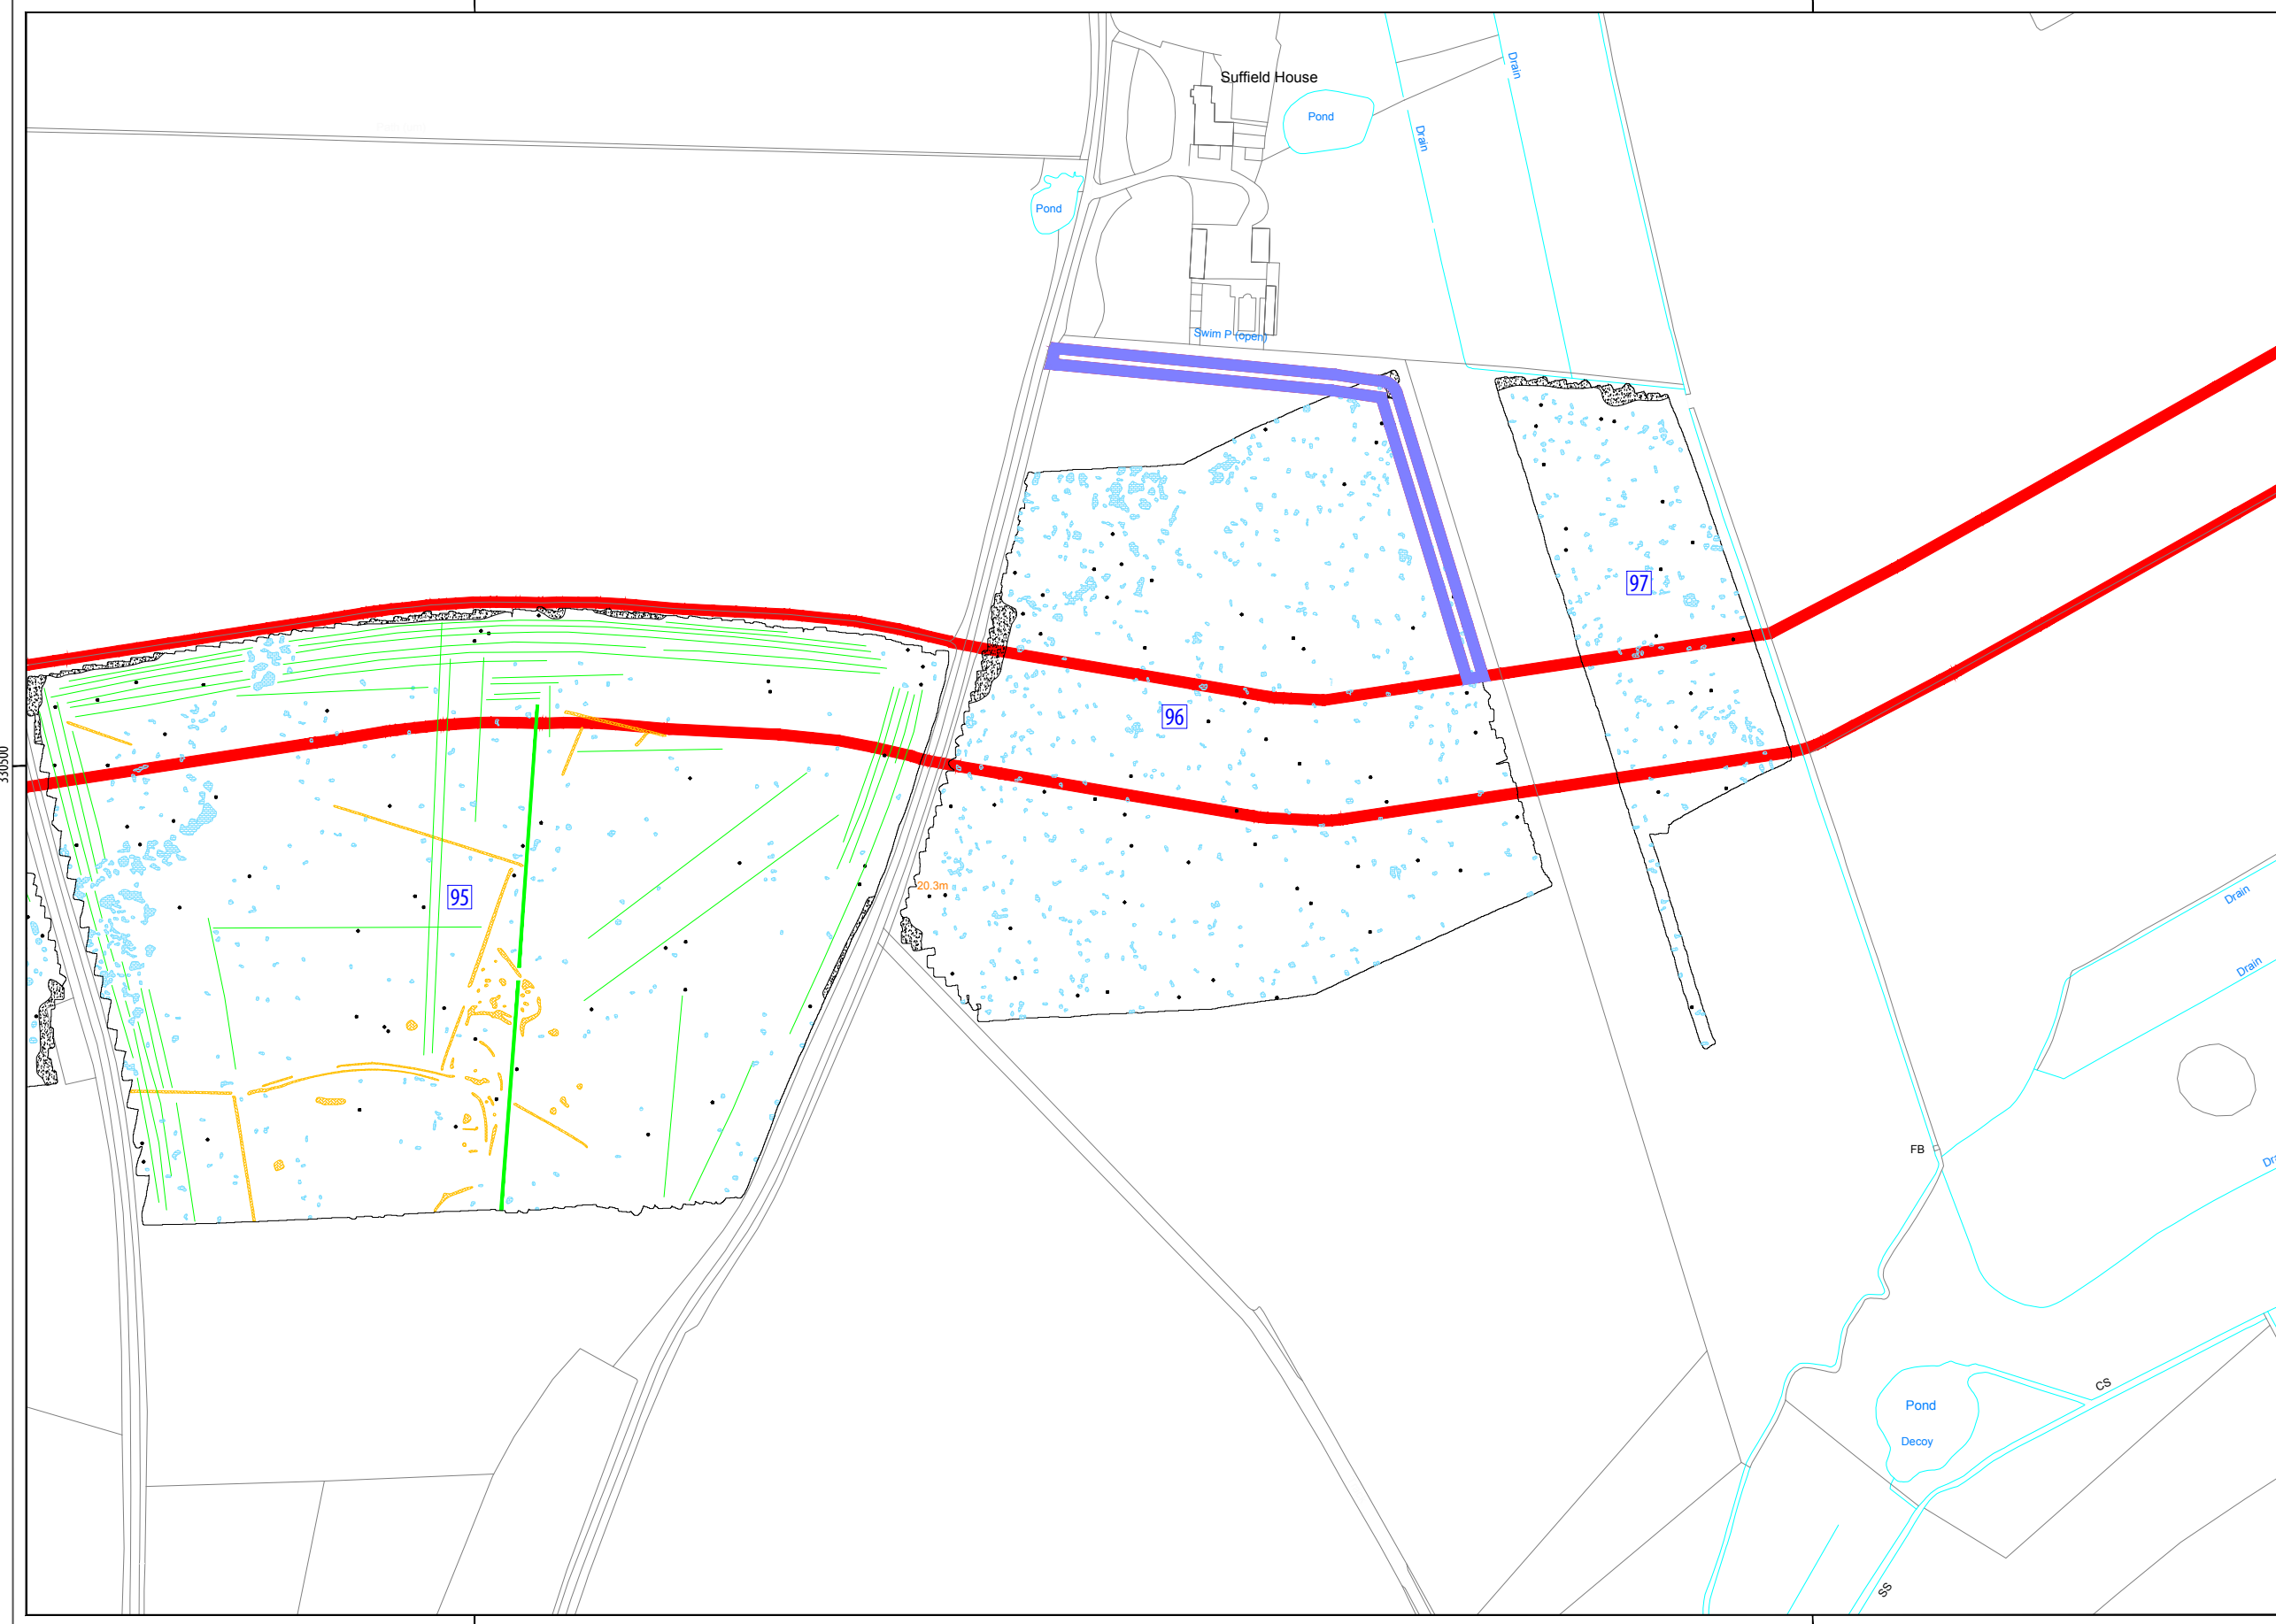 Suffield House
Drain
Pond
Drain
Pond
Swim P (open)
97
96
330500
95
20.3m
Drain
Drain
FB
CS
Pond
Decoy
SS